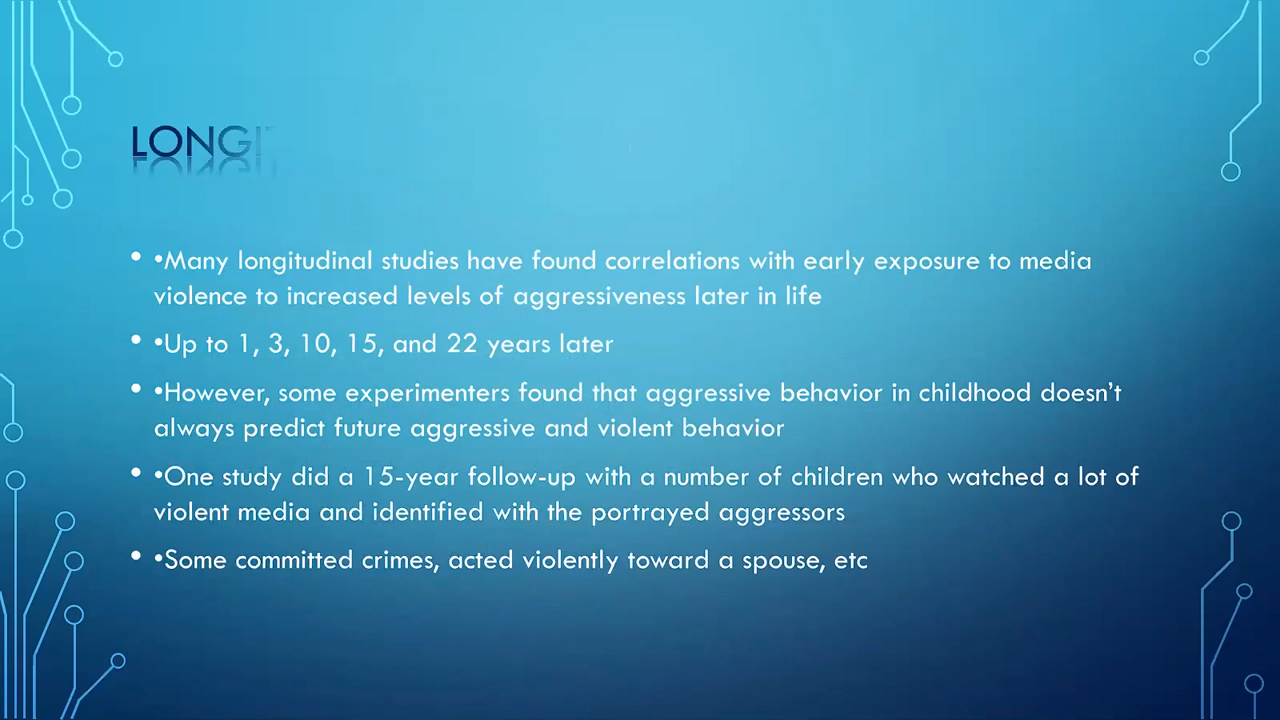 LONGIT
• •Many longitudinal studies have found correlations with early exposure to media
violence to increased levels of aggressiveness later in life
• •Up to 1, 3, 10, 15, and 22 years later
• •However, some experimenters found that aggressive behavior in childhood doesn’t
always predict future aggressive and violent behavior
• •One study did a 15-year follow-up with a number of children who watched a lot of
violent media and identified with the portrayed aggressors
• •Some committed crimes, acted violently toward a spouse, etc